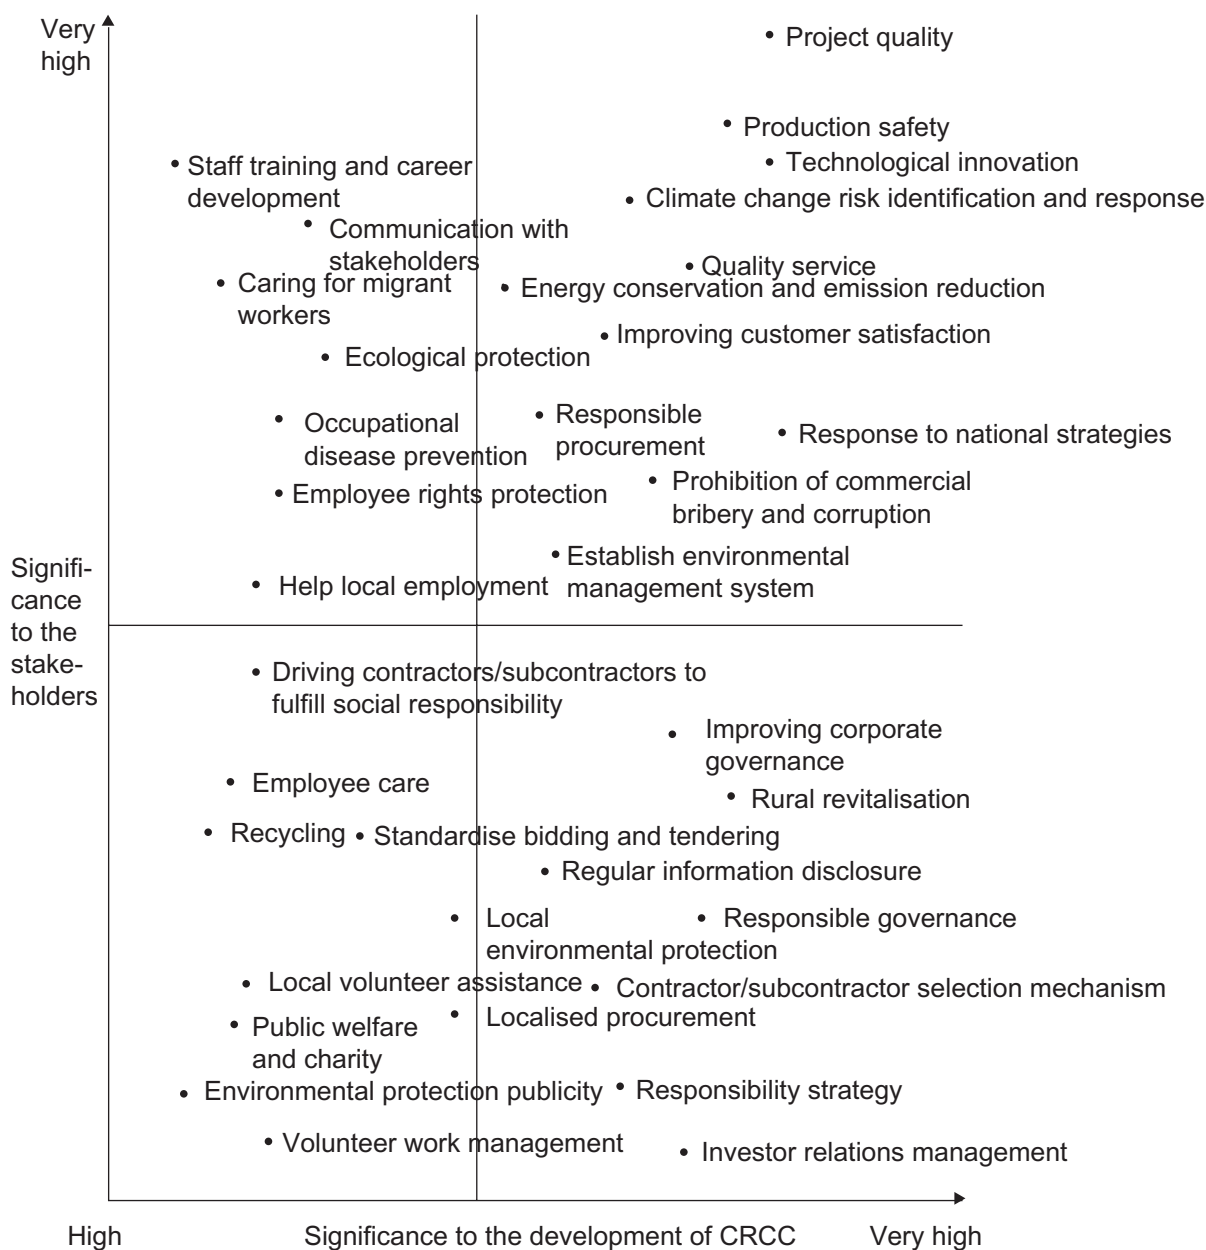 Very
high
Project quality
Production safety
Technological innovation
Staff training and career
development
Climate change risk identification and response
Communication with
stakeholders
Quality service
Caring for migrant
workers
Energy conservation and emission reduction
Improving customer satisfaction
Ecological protection
Responsible
procurement
Occupational
disease prevention
Response to national strategies
Employee rights protection
Prohibition of commercial
bribery and corruption
Establish environmental
management system
Help local employment
Signifi-
cance
to the
stake-
holders
Driving contractors/subcontractors to
fulfill social responsibility
Improving corporate
governance
Employee care
Rural revitalisation
Recycling
Standardise bidding and tendering
Regular information disclosure
Local
environmental protection
Responsible governance
Local volunteer assistance
Contractor/subcontractor selection mechanism
Localised procurement
Public welfare
and charity
Environmental protection publicity
Responsibility strategy
Volunteer work management
Investor relations management
High
Significance to the development of CRCC
Very high